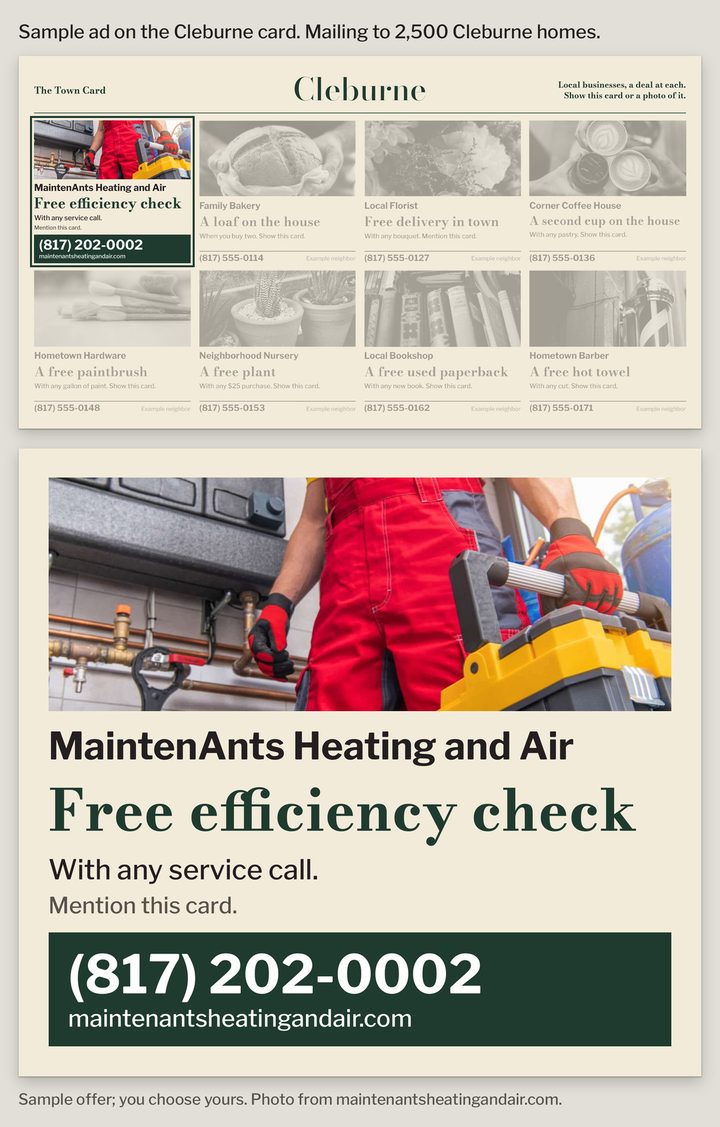 Sample ad on the Cleburne card. Mailing to 2,500 Cleburne homes.
The Town Card
Cleburne
Local businesses, a deal at each.
Show this card or a photo of it.
MaintenAnts Heating and Air
Free efficiency check
With any service call.
Mention this card.
(817) 202-0002
maintenantsheatingandair.com
Family Bakery
A loaf on the house
When you buy two. Show this card.
(817) 555-0114
Example neighbor
Local Florist
Free delivery in town
With any bouquet. Mention this card.
(817) 555-0127
Example neighbor
Corner Coffee House
A second cup on the house
With any pastry. Show this card.
(817) 555-0136
Example neighbor
Hometown Hardware
A free paintbrush
With any gallon of paint. Show this card.
(817) 555-0148
Example neighbor
Neighborhood Nursery
A free plant
With any $25 purchase. Show this card.
(817) 555-0153
Example neighbor
Local Bookshop
A free used paperback
With any new book. Show this card.
(817) 555-0162
Example neighbor
Hometown Barber
A free hot towel
With any cut. Show this card.
(817) 555-0171
Example neighbor
MaintenAnts Heating and Air
Free efficiency check
With any service call.
Mention this card.
(817) 202-0002
maintenantsheatingandair.com
Sample offer; you choose yours. Photo from maintenantsheatingandair.com.